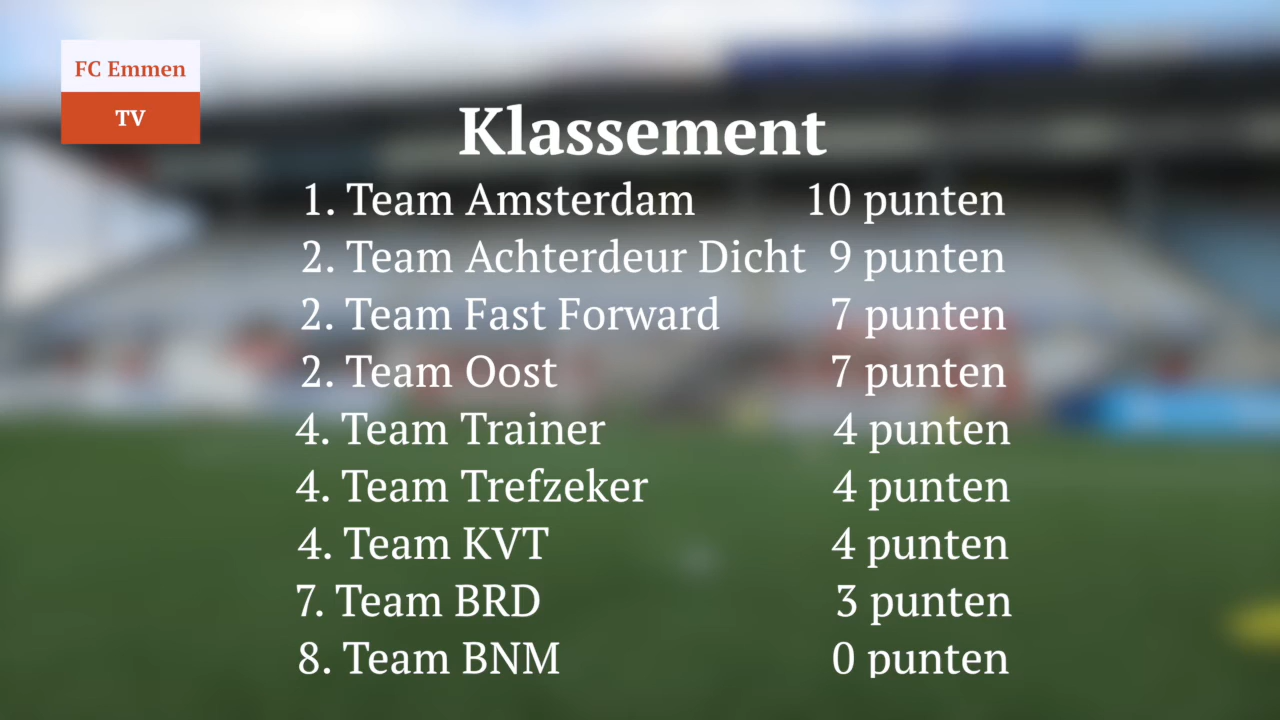 FC Emmen
TV
Klassement
1. Team Amsterdam 10 punten
2. Team Achterdeur Dicht 9 punten
2. Team Fast Forward 7 punten
2. Team Oost 7 punten
4. Team Trainer 4 punten
4. Team Trefzeker 4 punten
4. Team KVT 4 punten
7. Team BRD 3 punten
8. Team BNM 0 punten